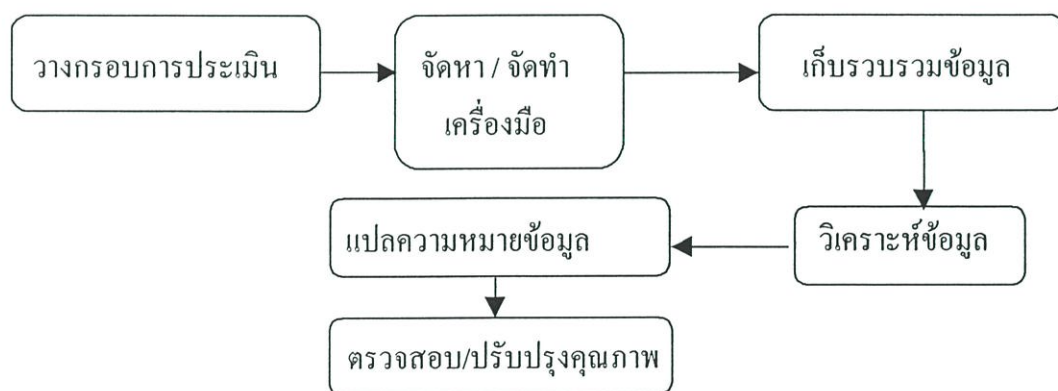 วางกรอบการประเมิน
จัดหา / จัดทำ
เครื่องมือ
เก็บรวบรวมข้อมูล
วิเคราะห์ข้อมูล
แปลความหมายข้อมูล
ตรวจสอบ/ปรับปรุงคุณภาพ